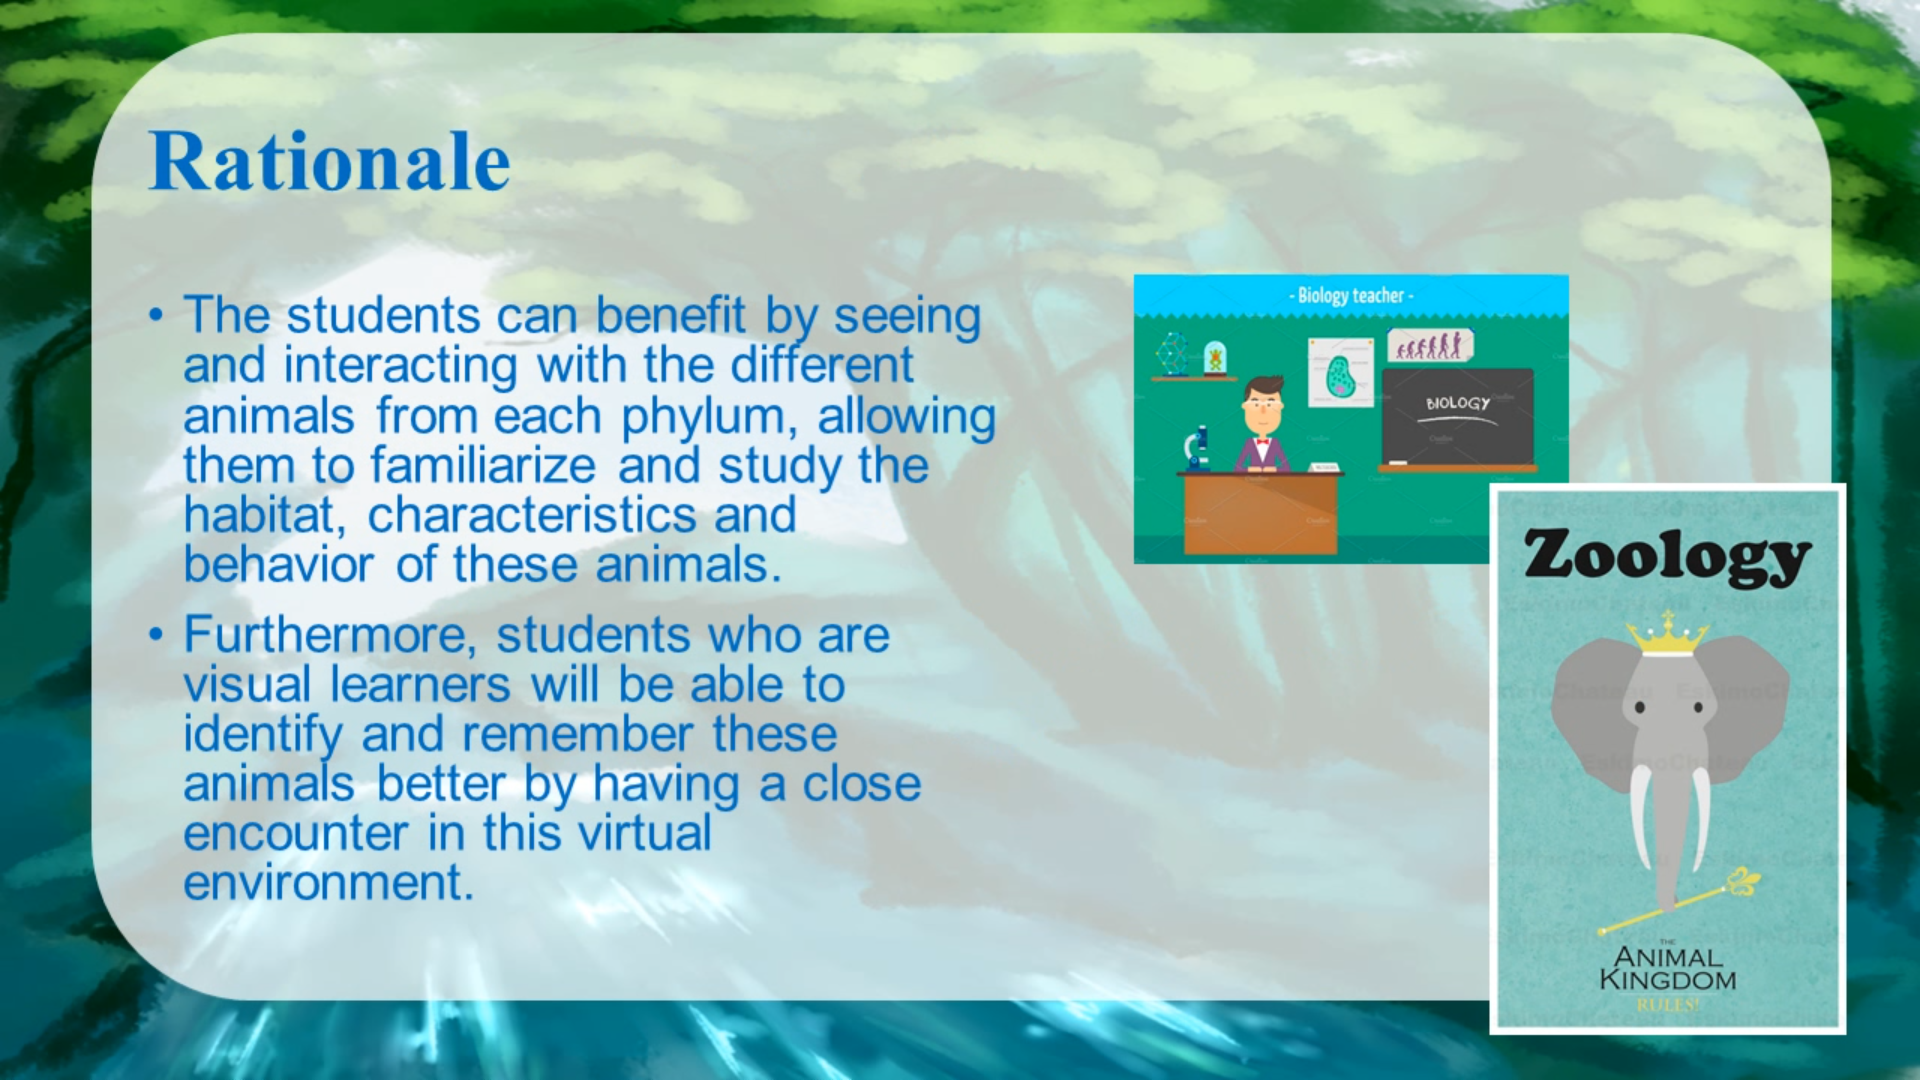 Rationale
• The students can benefit by seeing
and interacting with the different
animals from each phylum, allowing
them to familiarize and study the
habitat, characteristics and
behavior of these animals.
• Furthermore, students who are
visual learners will be able to
identify and remember these
animals better by having a close
encounter in this virtual
environment.
- Biology teacher -
BIOLOGY
Zoology
THE
ANIMAL
KINGDOM
RULES!